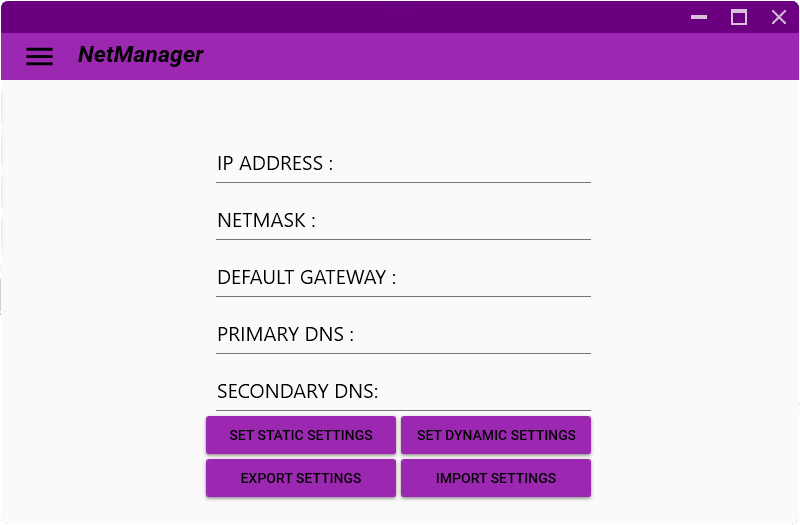 NetManager
IP ADDRESS :
NETMASK :
DEFAULT GATEWAY :
PRIMARY DNS :
SECONDARY DNS:
SET STATIC SETTINGS
SET DYNAMIC SETTINGS
EXPORT SETTINGS
IMPORT SETTINGS